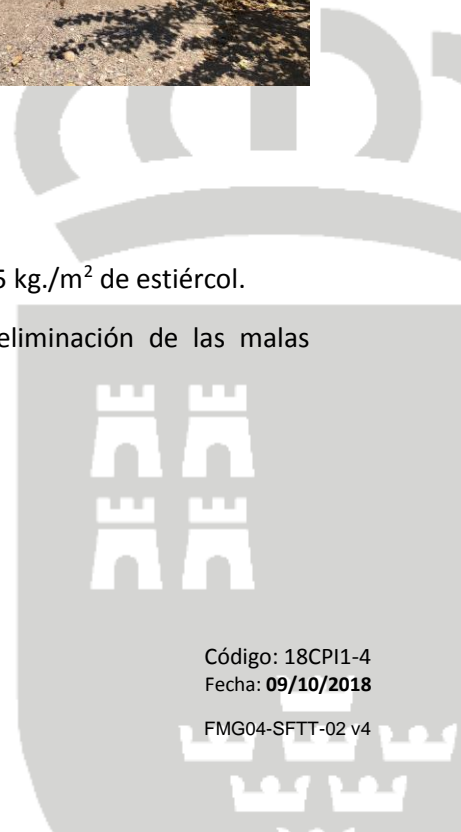 5 kg./m² de estiércol.
eliminación de las malas
Código: 18CPI1-4
Fecha: 09/10/2018
FMG04-SFTT-02 v4